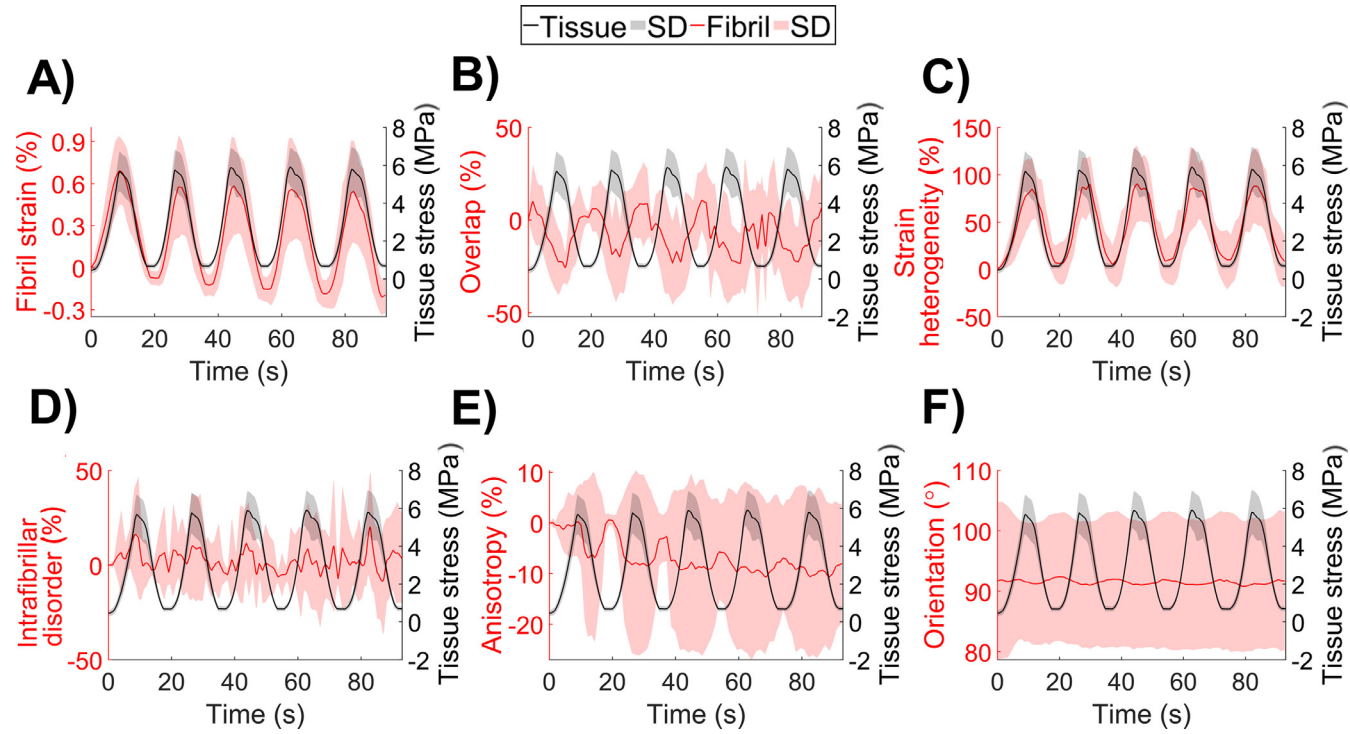 Tissue SD Fibril SD
A)
Fibril strain (%)
0.9
0.6
0.3
0
-0.3
Tissue stress (MPa)
8
6
4
2
0
-2
0 20 40 60 80
Time (s)
B)
Overlap (%)
50
0
-50
Tissue stress (MPa)
8
6
4
2
0
-2
0 20 40 60 80
Time (s)
C)
Strain
heterogeneity (%)
150
100
50
0
-50
Tissue stress (MPa)
8
6
4
2
0
-2
0 20 40 60 80
Time (s)
D)
Intrafibrillar
disorder (%)
50
0
-50
Tissue stress (MPa)
8
6
4
2
0
-2
0 20 40 60 80
Time (s)
E)
Anisotropy (%)
10
0
-10
-20
Tissue stress (MPa)
8
6
4
2
0
-2
0 20 40 60 80
Time (s)
F)
Orientation (°)
110
100
90
80
Tissue stress (MPa)
8
6
4
2
0
-2
0 20 40 60 80
Time (s)